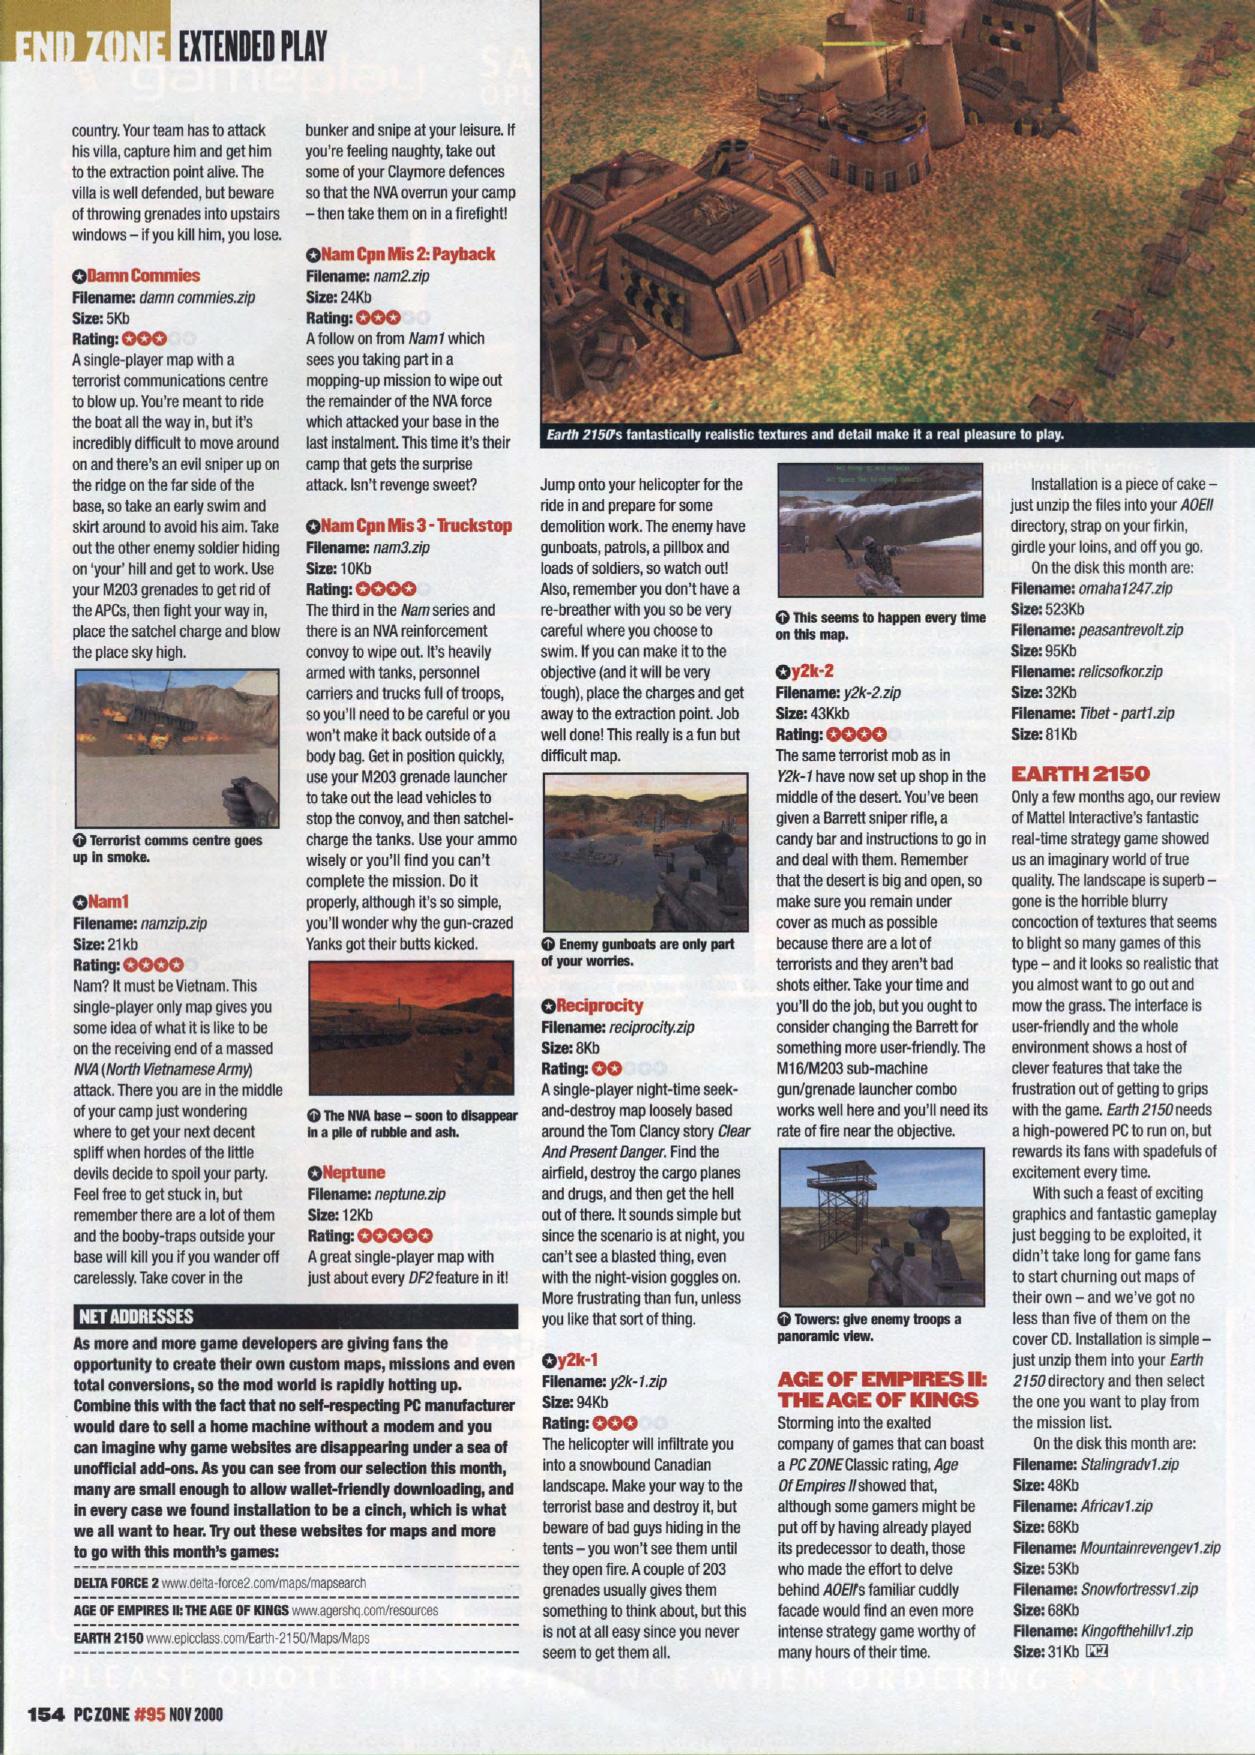 END ZONE EXTENDED PLAY
country. Your team has to attack
his villa, capture him and get him
to the extraction point alive. The
villa is well defended, but beware
of throwing grenades into upstairs
windows – if you kill him, you lose.
Damn Commies
Filename: damn commies.zip
Size: 5Kb
Rating:
A single-player map with a
terrorist communications centre
to blow up. You're meant to ride
the boat all the way in, but it's
incredibly difficult to move around
on and there's an evil sniper up on
the ridge on the far side of the
base, so take an early swim and
skirt around to avoid his aim. Take
out the other enemy soldier hiding
on 'your' hill and get to work. Use
your M203 grenades to get rid of
the APCs, then fight your way in,
place the satchel charge and blow
the place sky high.
Terrorist comms centre goes
up in smoke.
Nam1
Filename: namzip.zip
Size: 21kb
Rating:
Nam? It must be Vietnam. This
single-player only map gives you
some idea of what it is like to be
on the receiving end of a massed
NVA (North Vietnamese Army)
attack. There you are in the middle
of your camp just wondering
where to get your next decent
spliff when hordes of the little
devils decide to spoil your party.
Feel free to get stuck in, but
remember there are a lot of them
and the booby-traps outside your
base will kill you if you wander off
carelessly. Take cover in the
bunker and snipe at your leisure. If
you're feeling naughty, take out
some of your Claymore defences
so that the NVA overrun your camp
– then take them on in a firefight!
Nam Cpn Mis 2: Payback
Filename: nam2.zip
Size: 24Kb
Rating:
A follow on from Nam1 which
sees you taking part in a
mopping-up mission to wipe out
the remainder of the NVA force
which attacked your base in the
last instalment. This time it's their
camp that gets the surprise
attack. Isn't revenge sweet?
Nam Cpn Mis 3 - Truckstop
Filename: nam3.zip
Size: 10Kb
Rating:
The third in the Nam series and
there is an NVA reinforcement
convoy to wipe out. It's heavily
armed with tanks, personnel
carriers and trucks full of troops,
so you'll need to be careful or you
won't make it back outside of a
body bag. Get in position quickly,
use your M203 grenade launcher
to take out the lead vehicles to
stop the convoy, and then satchel-
charge the tanks. Use your ammo
wisely or you'll find you can't
complete the mission. Do it
properly, although it's so simple,
you'll wonder why the gun-crazed
Yanks got their butts kicked.
The NVA base – soon to disappear
in a pile of rubble and ash.
Neptune
Filename: neptune.zip
Size: 12Kb
Rating:
A great single-player map with
just about every DF2 feature in it!
NET ADDRESSES
As more and more game developers are giving fans the
opportunity to create their own custom maps, missions and even
total conversions, so the mod world is rapidly hotting up.
Combine this with the fact that no self-respecting PC manufacturer
would dare to sell a home machine without a modem and you
can imagine why game websites are disappearing under a sea of
unofficial add-ons. As you can see from our selection this month,
many are small enough to allow wallet-friendly downloading, and
in every case we found installation to be a cinch, which is what
we all want to hear. Try out these websites for maps and more
to go with this month's games:
DELTA FORCE 2 www.delta-force2.com/maps/mapsearch
AGE OF EMPIRES II: THE AGE OF KINGS www.agershq.com/resources
EARTH 2150 www.epicclass.com/Earth-2150/Maps/Maps
Earth 2150's fantastically realistic textures and detail make it a real pleasure to play.
Jump onto your helicopter for the
ride in and prepare for some
demolition work. The enemy have
gunboats, patrols, a pillbox and
loads of soldiers, so watch out!
Also, remember you don't have a
re-breather with you so be very
careful where you choose to
swim. If you can make it to the
objective (and it will be very
tough), place the charges and get
away to the extraction point. Job
well done! This really is a fun but
difficult map.
Enemy gunboats are only part
of your worries.
Reciprocity
Filename: reciprocity.zip
Size: 8Kb
Rating:
A single-player night-time seek-
and-destroy map loosely based
around the Tom Clancy story Clear
And Present Danger. Find the
airfield, destroy the cargo planes
and drugs, and then get the hell
out of there. It sounds simple but
since the scenario is at night, you
can't see a blasted thing, even
with the night-vision goggles on.
More frustrating than fun, unless
you like that sort of thing.
y2k-1
Filename: y2k-1.zip
Size: 94Kb
Rating:
The helicopter will infiltrate you
into a snowbound Canadian
landscape. Make your way to the
terrorist base and destroy it, but
beware of bad guys hiding in the
tents – you won't see them until
they open fire. A couple of 203
grenades usually gives them
something to think about, but this
is not at all easy since you never
seem to get them all.
This seems to happen every time
on this map.
y2k-2
Filename: y2k-2.zip
Size: 43Kkb
Rating:
The same terrorist mob as in
Y2k-1 have now set up shop in the
middle of the desert. You've been
given a Barrett sniper rifle, a
candy bar and instructions to go in
and deal with them. Remember
that the desert is big and open, so
make sure you remain under
cover as much as possible
because there are a lot of
terrorists and they aren't bad
shots either. Take your time and
you'll do the job, but you ought to
consider changing the Barrett for
something more user-friendly. The
M16/M203 sub-machine
gun/grenade launcher combo
works well here and you'll need its
rate of fire near the objective.
Towers: give enemy troops a
panoramic view.
AGE OF EMPIRES II:
THE AGE OF KINGS
Storming into the exalted
company of games that can boast
a PC ZONE Classic rating, Age
Of Empires II showed that,
although some gamers might be
put off by having already played
its predecessor to death, those
who made the effort to delve
behind AOEII's familiar cuddly
facade would find an even more
intense strategy game worthy of
many hours of their time.
Installation is a piece of cake –
just unzip the files into your AOEII
directory, strap on your firkin,
girdle your loins, and off you go.
On the disk this month are:
Filename: omaha1247.zip
Size: 523Kb
Filename: peasantrevolt.zip
Size: 95Kb
Filename: relicsofkor.zip
Size: 32Kb
Filename: Tibet - part1.zip
Size: 81Kb
EARTH 2150
Only a few months ago, our review
of Mattel Interactive's fantastic
real-time strategy game showed
us an imaginary world of true
quality. The landscape is superb –
gone is the horrible blurry
concoction of textures that seems
to blight so many games of this
type – and it looks so realistic that
you almost want to go out and
mow the grass. The interface is
user-friendly and the whole
environment shows a host of
clever features that take the
frustration out of getting to grips
with the game. Earth 2150 needs
a high-powered PC to run on, but
rewards its fans with spadefuls of
excitement every time.
With such a feast of exciting
graphics and fantastic gameplay
just begging to be exploited, it
didn't take long for game fans
to start churning out maps of
their own – and we've got no
less than five of them on the
cover CD. Installation is simple –
just unzip them into your Earth
2150 directory and then select
the one you want to play from
the mission list.
On the disk this month are:
Filename: Stalingradv1.zip
Size: 48Kb
Filename: Africav1.zip
Size: 68Kb
Filename: Mountainrevengev1.zip
Size: 53Kb
Filename: Snowfortressv1.zip
Size: 68Kb
Filename: Kingofthehillv1.zip
Size: 31Kb PCZ
154 PCZONE #95 NOV 2000